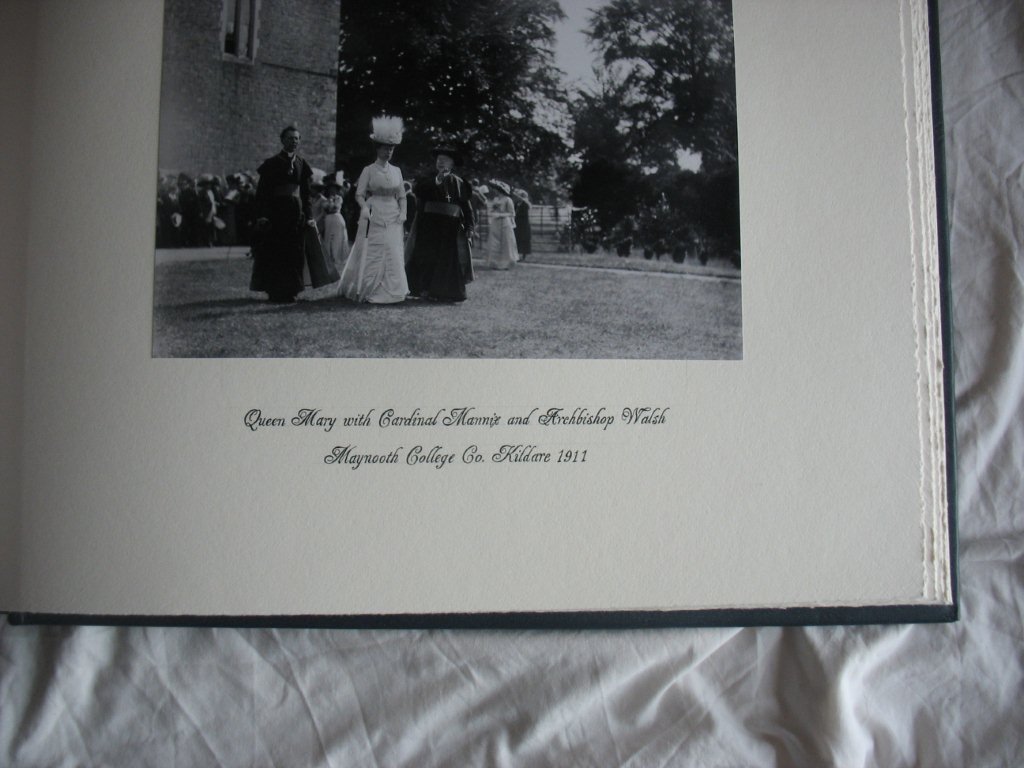 Queen Mary with Cardinal Mannix and Archbishop Walsh
Maynooth College Co. Kildare 1911